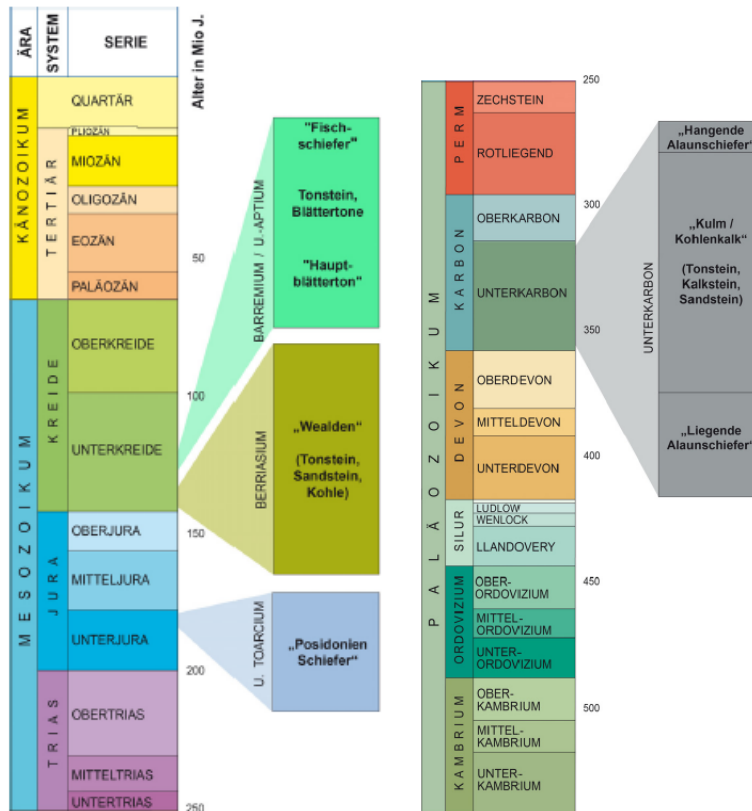 ÄRA
SYSTEM
SERIE
Alter in Mio J.
KÄNOZOIKUM
TERTIÄR
QUARTÄR
PLIOZÄN
MIOZÄN
OLIGOZÄN
EOZÄN
PALÄOZÄN
50
MESOZOIKUM
KREIDE
OBERKREIDE
100
UNTERKREIDE
JURA
OBERJURA
150
MITTELJURA
UNTERJURA
200
TRIAS
OBERTRIAS
MITTELTRIAS
UNTERTRIAS
250
BARREMIUM / U.-APTIUM
"Fisch-
schiefer"
Tonstein,
Blättertone
"Haupt-
blätterton"
BERRIASIUM
„Wealden"
(Tonstein,
Sandstein,
Kohle)
U. TOARCIUM
„Posidonien
Schiefer"
PALÄOZOIKUM
250
PERM
ZECHSTEIN
ROTLIEGEND
300
KARBON
OBERKARBON
UNTERKARBON
350
DEVON
OBERDEVON
MITTELDEVON
400
UNTERDEVON
SILUR
LUDLOW
WENLOCK
LLANDOVERY
450
ORDOVIZIUM
OBER-
ORDOVIZIUM
MITTEL-
ORDOVIZIUM
UNTER-
ORDOVIZIUM
KAMBRIUM
OBER-
KAMBRIUM
500
MITTEL-
KAMBRIUM
UNTER-
KAMBRIUM
UNTERKARBON
„Hangende
Alaunschiefer"
„Kulm /
Kohlenkalk"
(Tonstein,
Kalkstein,
Sandstein)
„Liegende
Alaunschiefer"